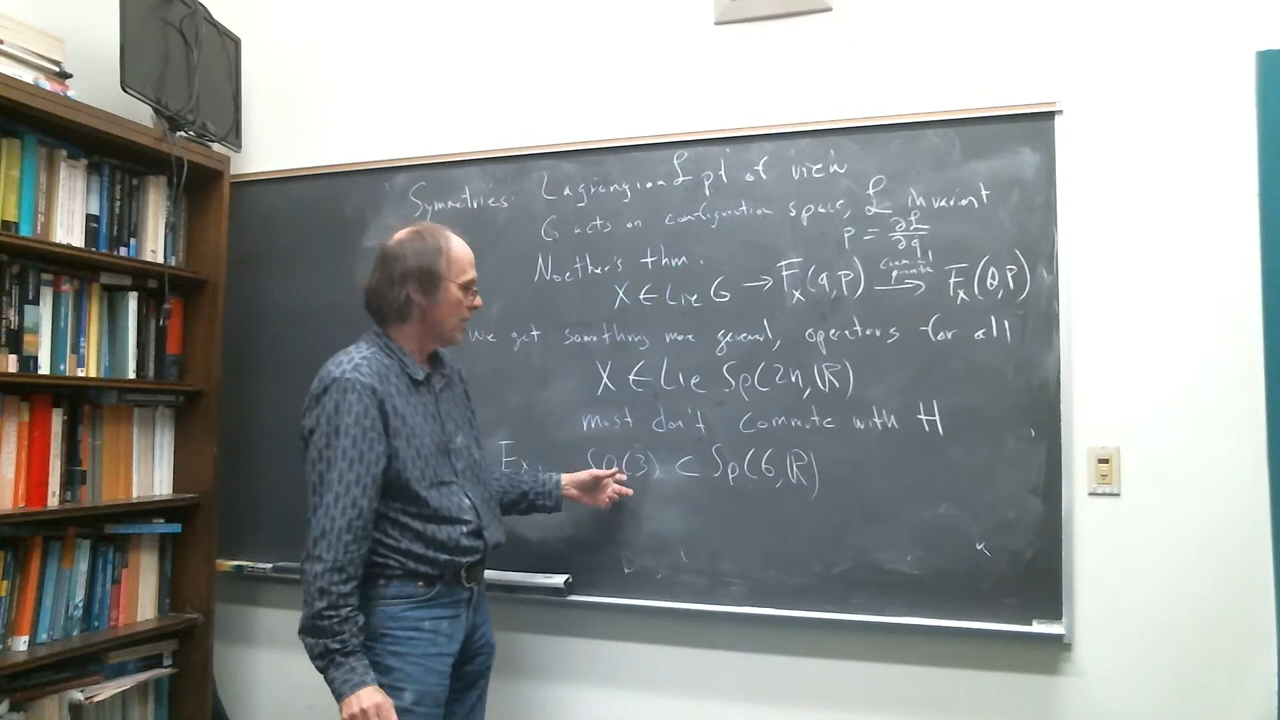 Symmetries: Lagrangian ℒ pt of view
G acts on configuration space, ℒ invariant
p = ∂ℒ/∂q
Noether's thm.
X ∈ Lie G → F_X(q,p) → F_X(Q,P)
we get something more general, operators for all
X ∈ Lie Sp(2n,ℝ)
most don't commute with H
Ex. (3) ⊂ Sp(6,ℝ)